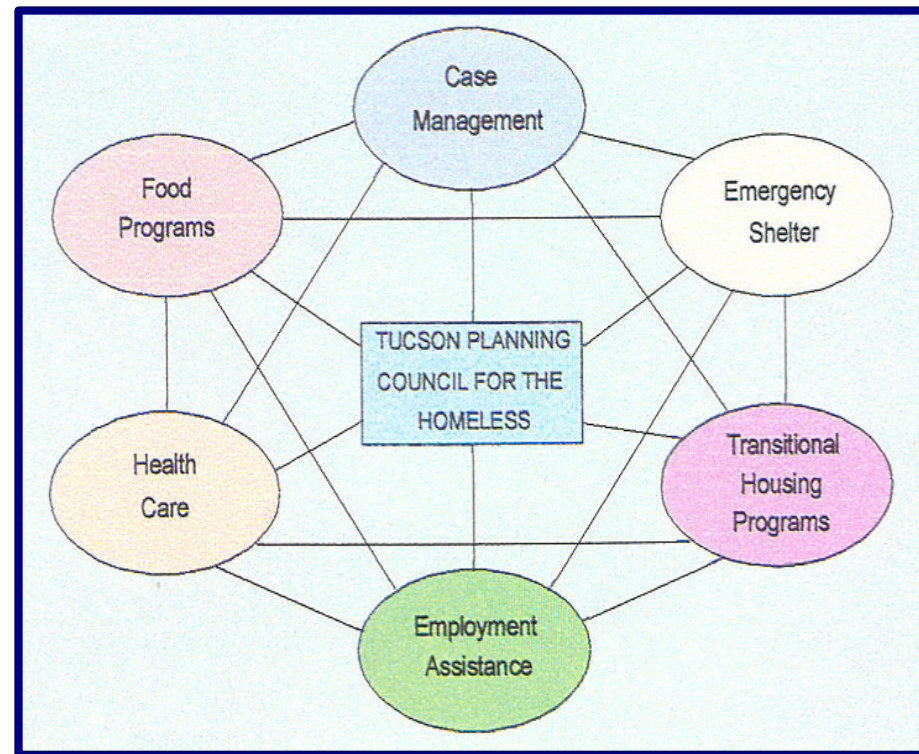 Case
Management
Food
Programs
Emergency
Shelter
TUCSON PLANNING
COUNCIL FOR THE
HOMELESS
Health
Care
Transitional
Housing
Programs
Employment
Assistance